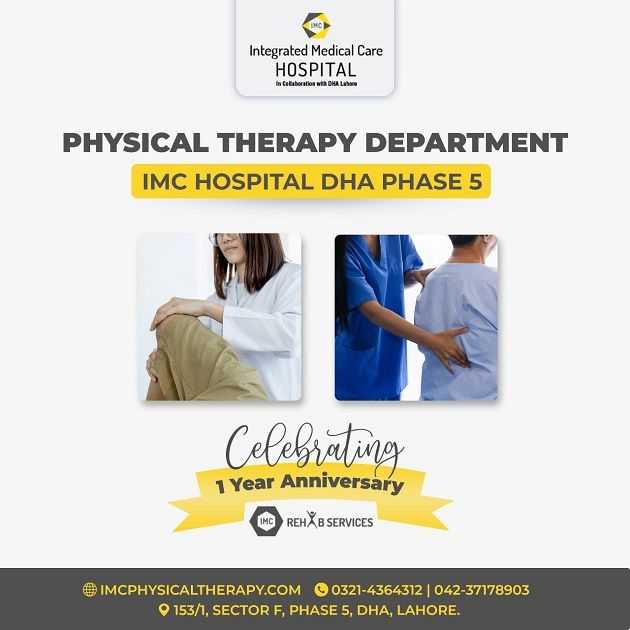 IMC
Integrated Medical Care
HOSPITAL
In Collaboration with DHA Lahore
PHYSICAL THERAPY DEPARTMENT
IMC HOSPITAL DHA PHASE 5
Celebrating
1 Year Anniversary
IMC REHAB SERVICES
IMCPHYSICALTHERAPY.COM 0321-4364312 | 042-37178903
153/1, SECTOR F, PHASE 5, DHA, LAHORE.